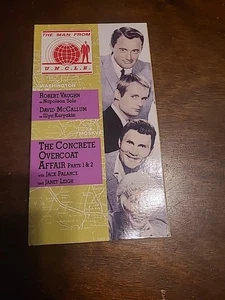 THE MAN FROM
U.N.C.L.E.
WASHINGTON
ROBERT VAUGHN
as Napoleon Solo
DAVID MCCALLUM
as Illya Kuryakin
MOSCOW
THE CONCRETE
OVERCOAT
AFFAIR PARTS 1 & 2
with JACK PALANCE
and JANET LEIGH